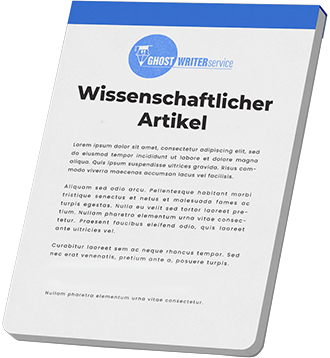 GHOSTWRITERservice
Wissenschaftlicher
Artikel
Lorem ipsum dolor sit amet, consectetur adipiscing elit, sed
do eiusmod tempor incididunt ut labore et dolore magna
aliqua. Quis ipsum suspendisse ultrices gravida. Risus com-
modo viverra maecenas accumsan lacus vel facilisis.
Aliquam sed odio arcu. Pellentesque habitant morbi
tristique senectus et netus et malesuada fames ac
turpis egestas. Nulla eu velit sed tortor laoreet pre-
tium. Nullam pharetra elementum urna vitae consec-
tetur. Praesent faucibus eleifend odio, quis laoreet
ante ultricies vel.
Curabitur laoreet sem ac neque rhoncus tempor. Sed
nec erat venenatis, pretium ante a, posuere turpis.
Nullam pharetra elementum urna vitae consectetur.